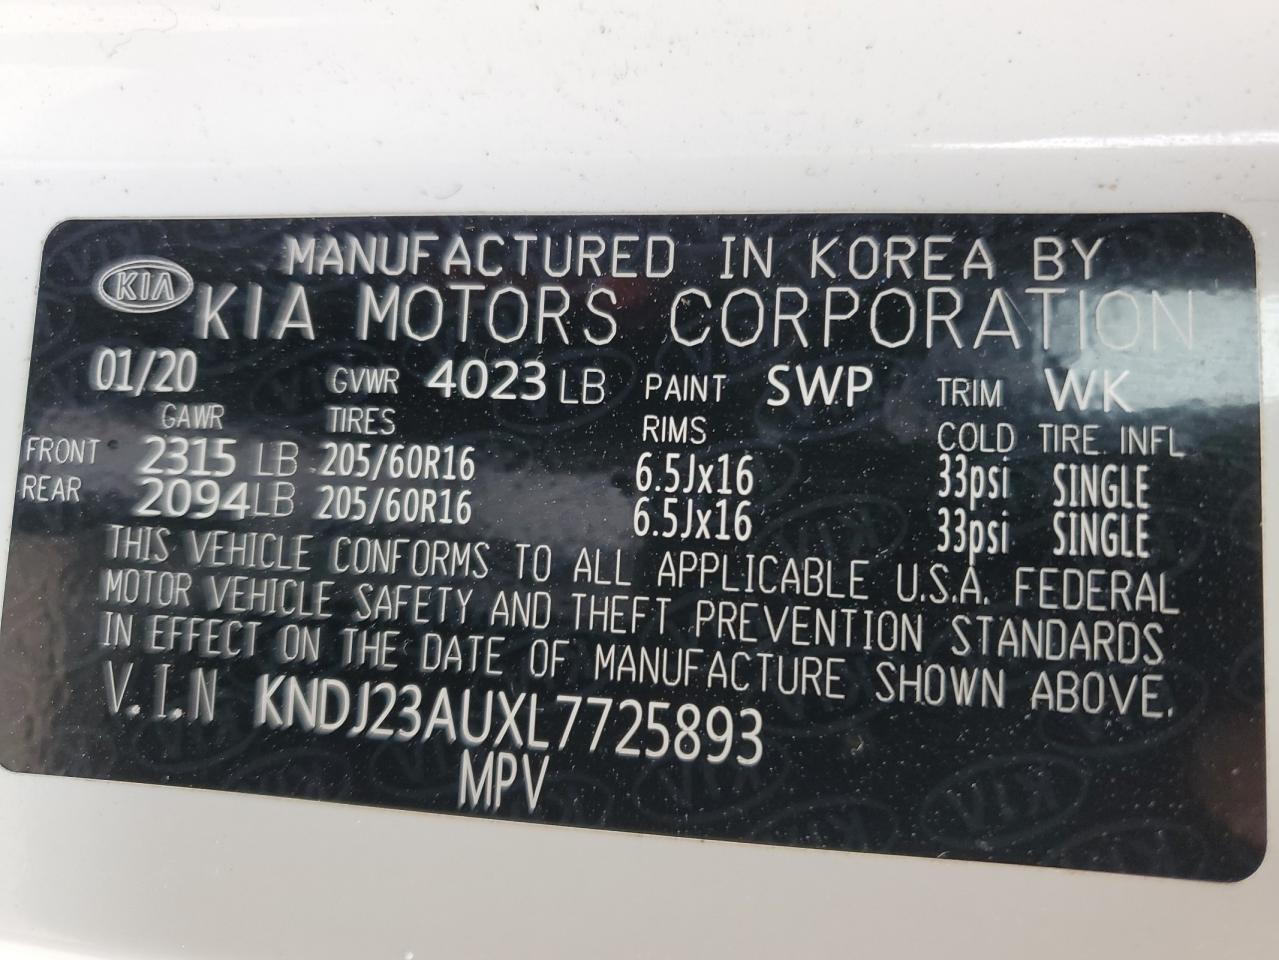 MANUFACTURED IN KOREA BY
KIA KIA MOTORS CORPORATION
01/20 GVWR 4023 LB PAINT SWP TRIM WK
GAWR TIRES RIMS COLD TIRE INFL
FRONT 2315 LB 205/60R16 6.5Jx16 33psi SINGLE
REAR 2094 LB 205/60R16 6.5Jx16 33psi SINGLE
THIS VEHICLE CONFORMS TO ALL APPLICABLE U.S.A. FEDERAL
MOTOR VEHICLE SAFETY AND THEFT PREVENTION STANDARDS
IN EFFECT ON THE DATE OF MANUFACTURE SHOWN ABOVE.
V.I.N KNDJ23AUXL7725893
MPV